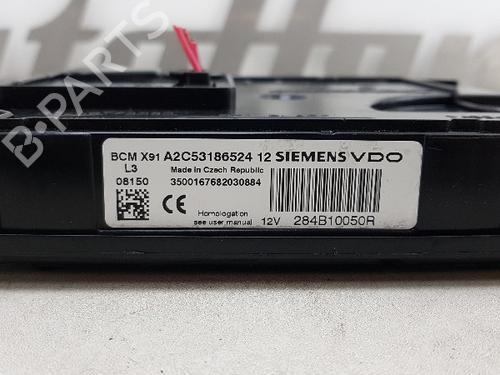 B-PARTS
BCM X91 A2C53186524 12 SIEMENS VDO
L3 Made in Czech Republic
08150 3500167682030884
Homologation
see user manual 12V 284B10050R